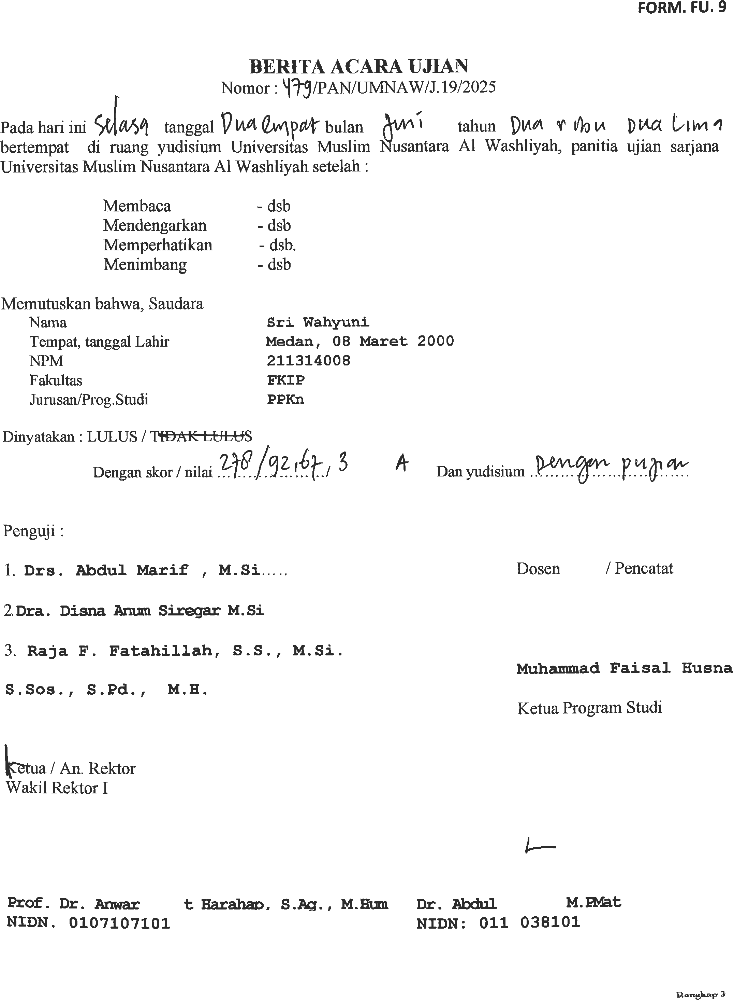 FORM. FU. 9
BERITA ACARA UJIAN
Nomor : 479/PAN/UMNAW/J.19/2025
Pada hari ini Selasa tanggal Dua Empat bulan Juni tahun Dua ribu Dua Lima
bertempat di ruang yudisium Universitas Muslim Nusantara Al Washliyah, panitia ujian sarjana
Universitas Muslim Nusantara Al Washliyah setelah :
Membaca - dsb
Mendengarkan - dsb
Memperhatikan - dsb.
Menimbang - dsb
Memutuskan bahwa, Saudara
Nama Sri Wahyuni
Tempat, tanggal Lahir Medan, 08 Maret 2000
NPM 211314008
Fakultas FKIP
Jurusan/Prog.Studi PPKn
Dinyatakan : LULUS / TIDAK LULUS
Dengan skor / nilai 278/92,67, 3 A Dan yudisium Dengan pujian
Penguji :
1. Drs. Abdul Marif , M.Si..... Dosen / Pencatat
2. Dra. Disna Anum Siregar M.Si
3. Raja F. Fatahillah, S.S., M.Si.
Muhammad Faisal Husna
S.Sos., S.Pd., M.H.
Ketua Program Studi
Ketua / An. Rektor
Wakil Rektor I
Prof. Dr. Anwar t Harahap. S.Ag., M.Hum Dr. Abdul M.PMat
NIDN. 0107107101 NIDN: 011 038101
Rangkap 2